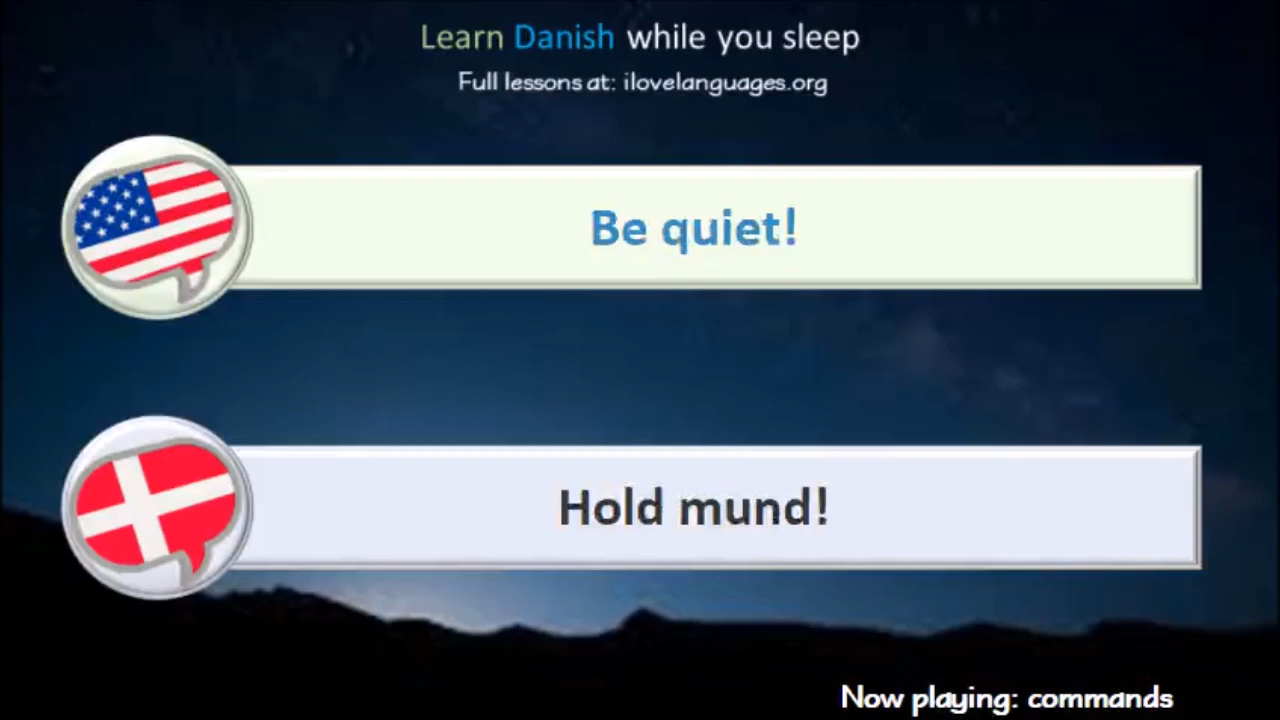 Learn Danish while you sleep
Full lessons at: ilovelanguages.org
Be quiet!
Hold mund!
Now playing: commands